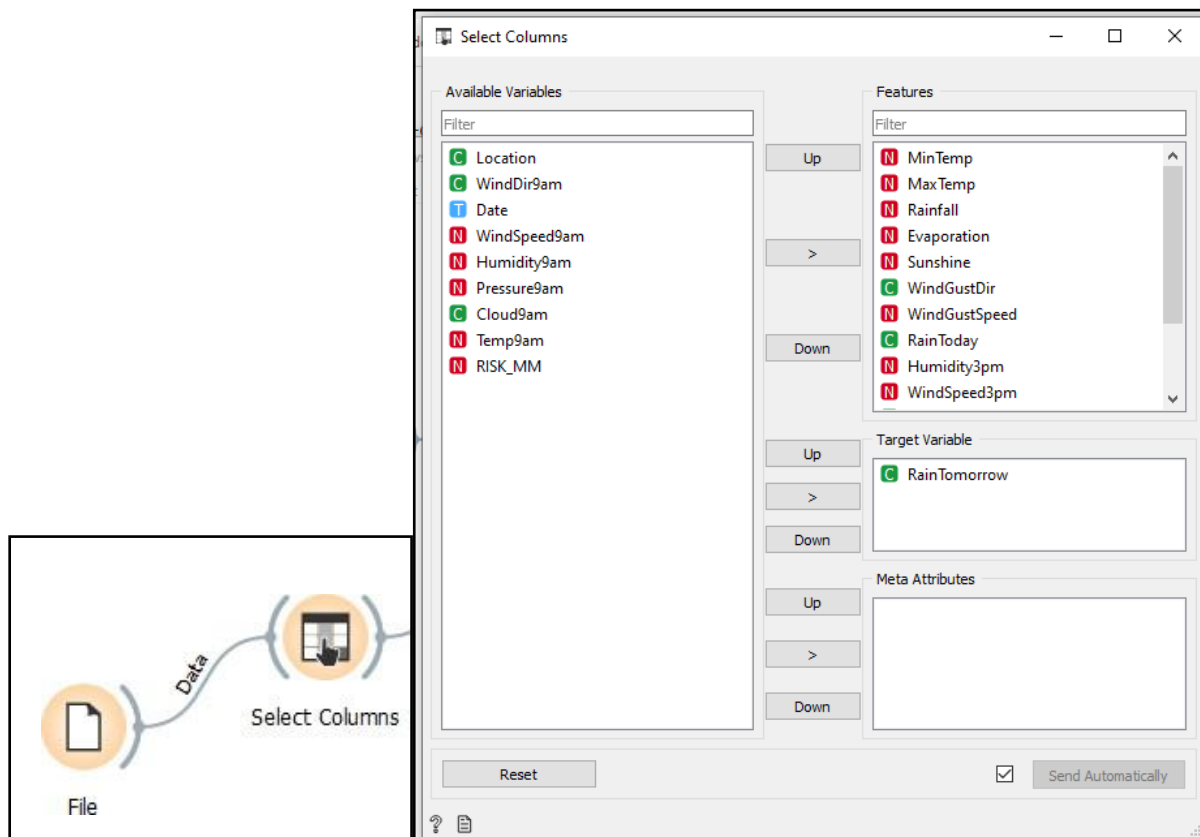 Select Columns
Available Variables
Filter
C Location
C WindDir9am
T Date
N WindSpeed9am
N Humidity9am
N Pressure9am
C Cloud9am
N Temp9am
N RISK_MM
Up
>
Down
Up
>
Down
Up
>
Down
Features
Filter
N MinTemp
N MaxTemp
N Rainfall
N Evaporation
N Sunshine
C WindGustDir
N WindGustSpeed
C RainToday
N Humidity3pm
N WindSpeed3pm
Target Variable
C RainTomorrow
Meta Attributes
Reset
Send Automatically
?
Data
Select Columns
File